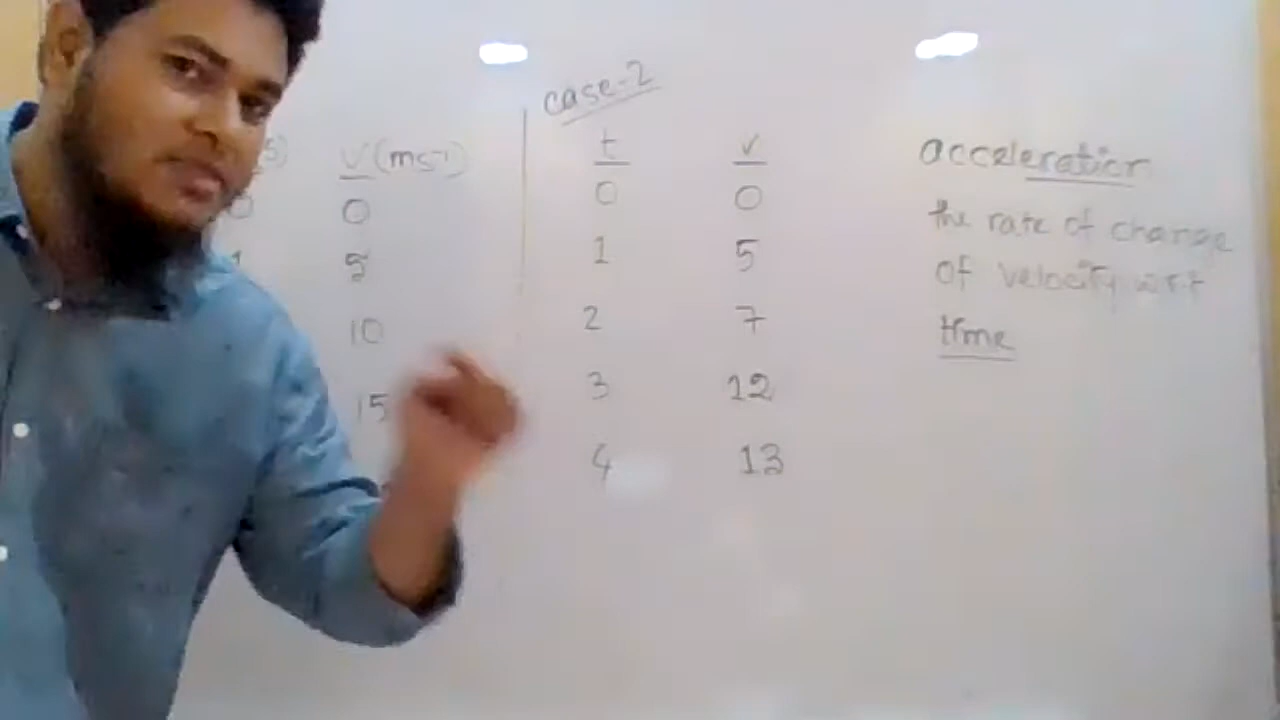 v(ms-1)
0
0
5
10
15
case-2
t v
0 0
1 5
2 7
3 12
4 13
acceleration
the rate of change
of velocity w.r.t
time